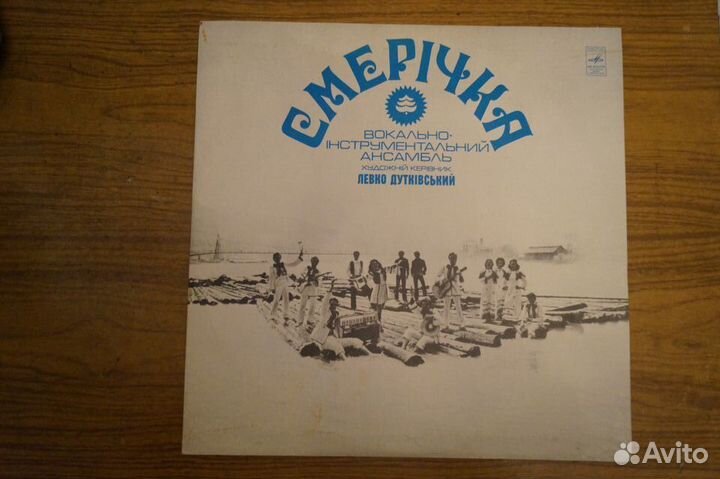 СМЕРІЧКА
ВОКАЛЬНО-
ІНСТРУМЕНТАЛЬНИЙ
АНСАМБЛЬ
ХУДОЖНІЙ КЕРІВНИК
ЛЕВКО ДУТКІВСЬКИЙ
Avito